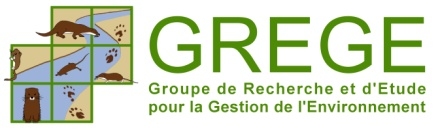 GREGE
Groupe de Recherche et d'Etude
pour la Gestion de l'Environnement